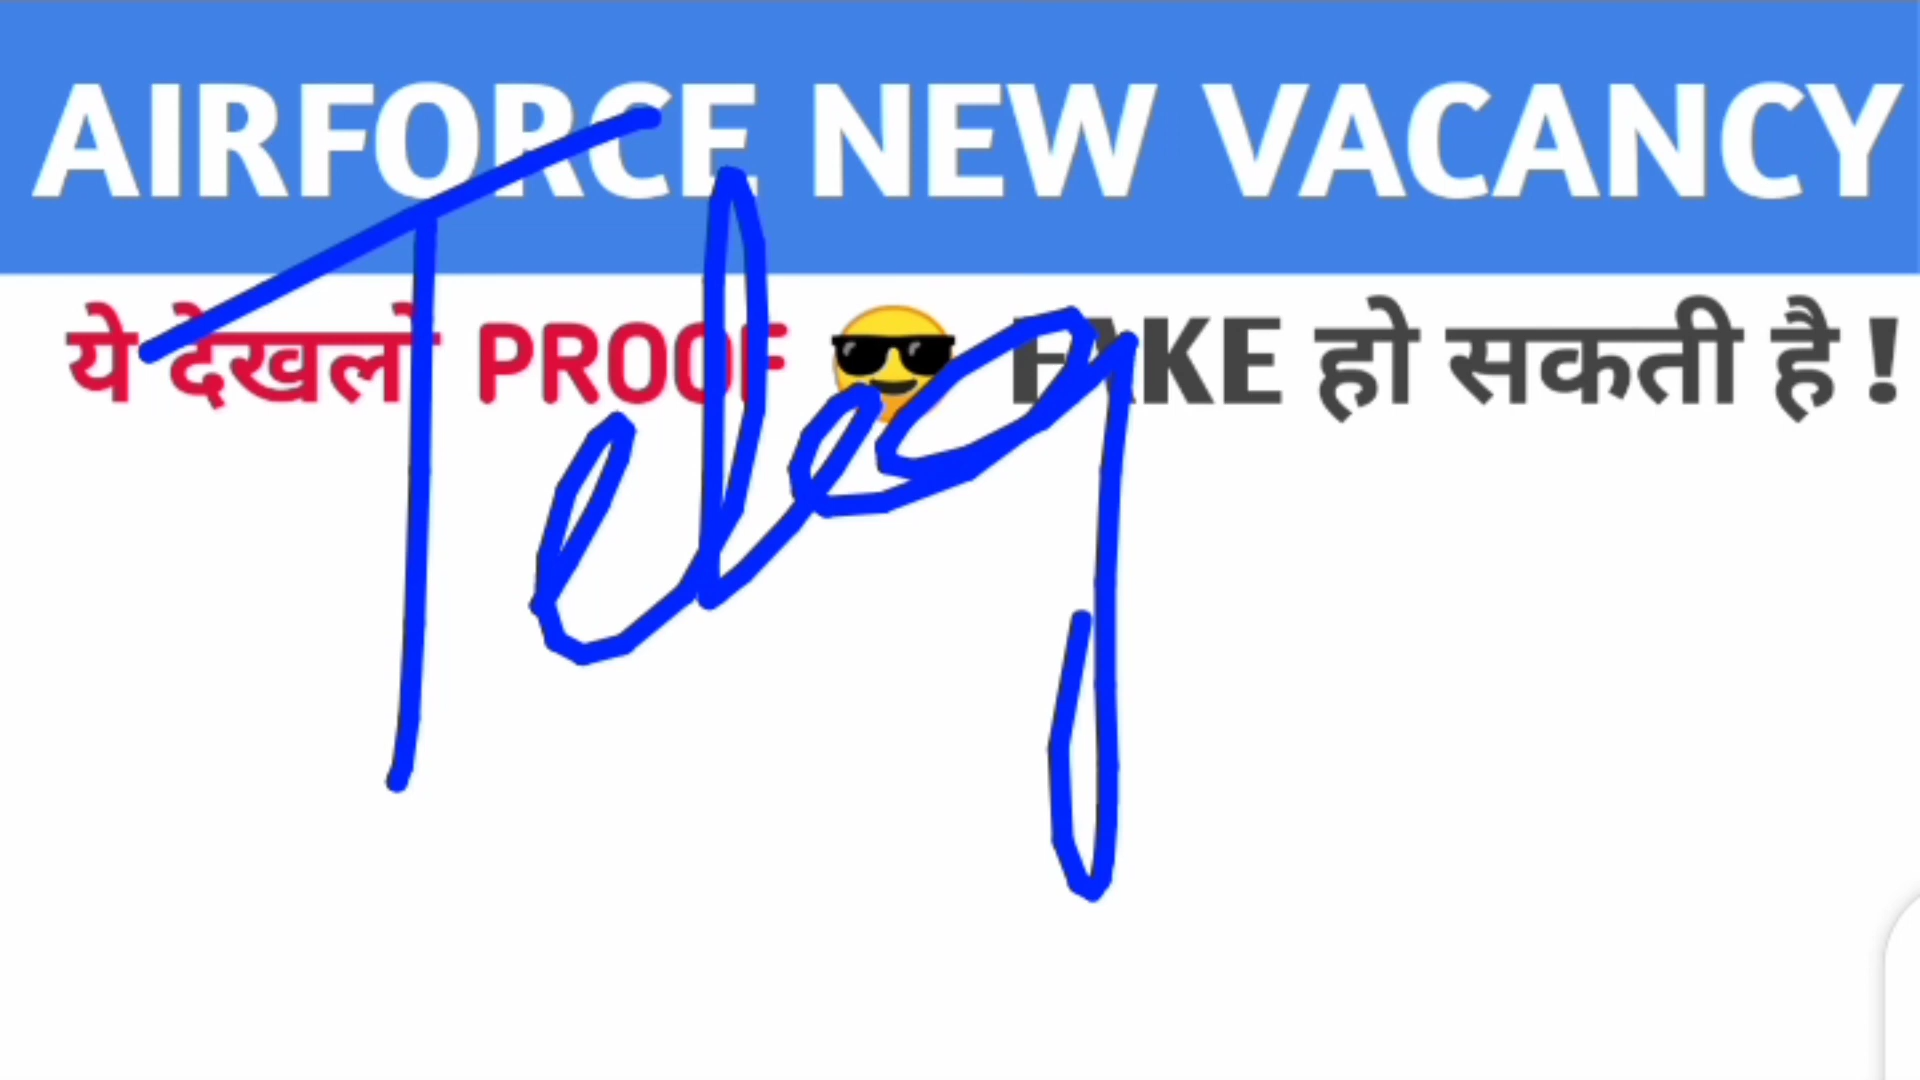 AIRFORCE NEW VACANCY
ये देखलो PROOF 😎 FAKE हो सकती है !
Teleg